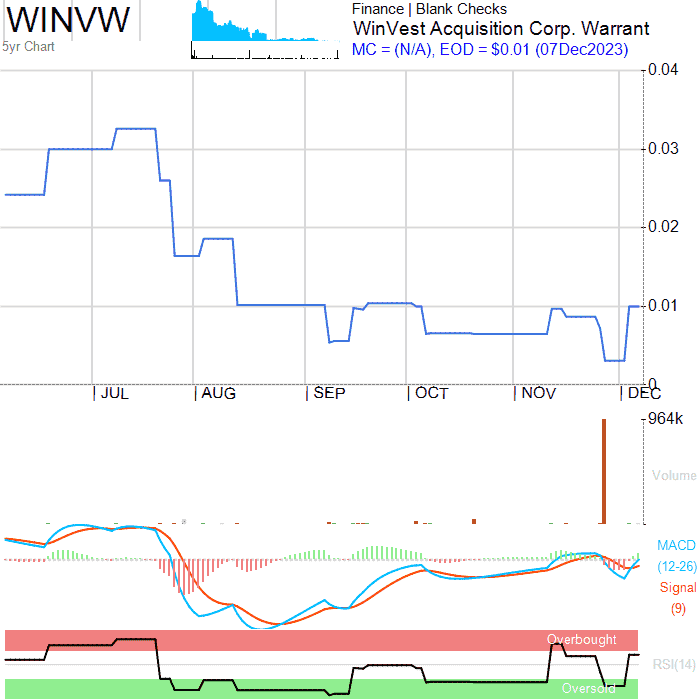 WINVW
5yr Chart
Finance | Blank Checks
WinVest Acquisition Corp. Warrant
MC = (N/A), EOD = $0.01 (07Dec2023)
0.04
0.03
0.02
0.01
0
JUL AUG SEP OCT NOV DEC
964k
Volume
MACD
(12-26)
Signal
(9)
Overbought
RSI(14)
Oversold